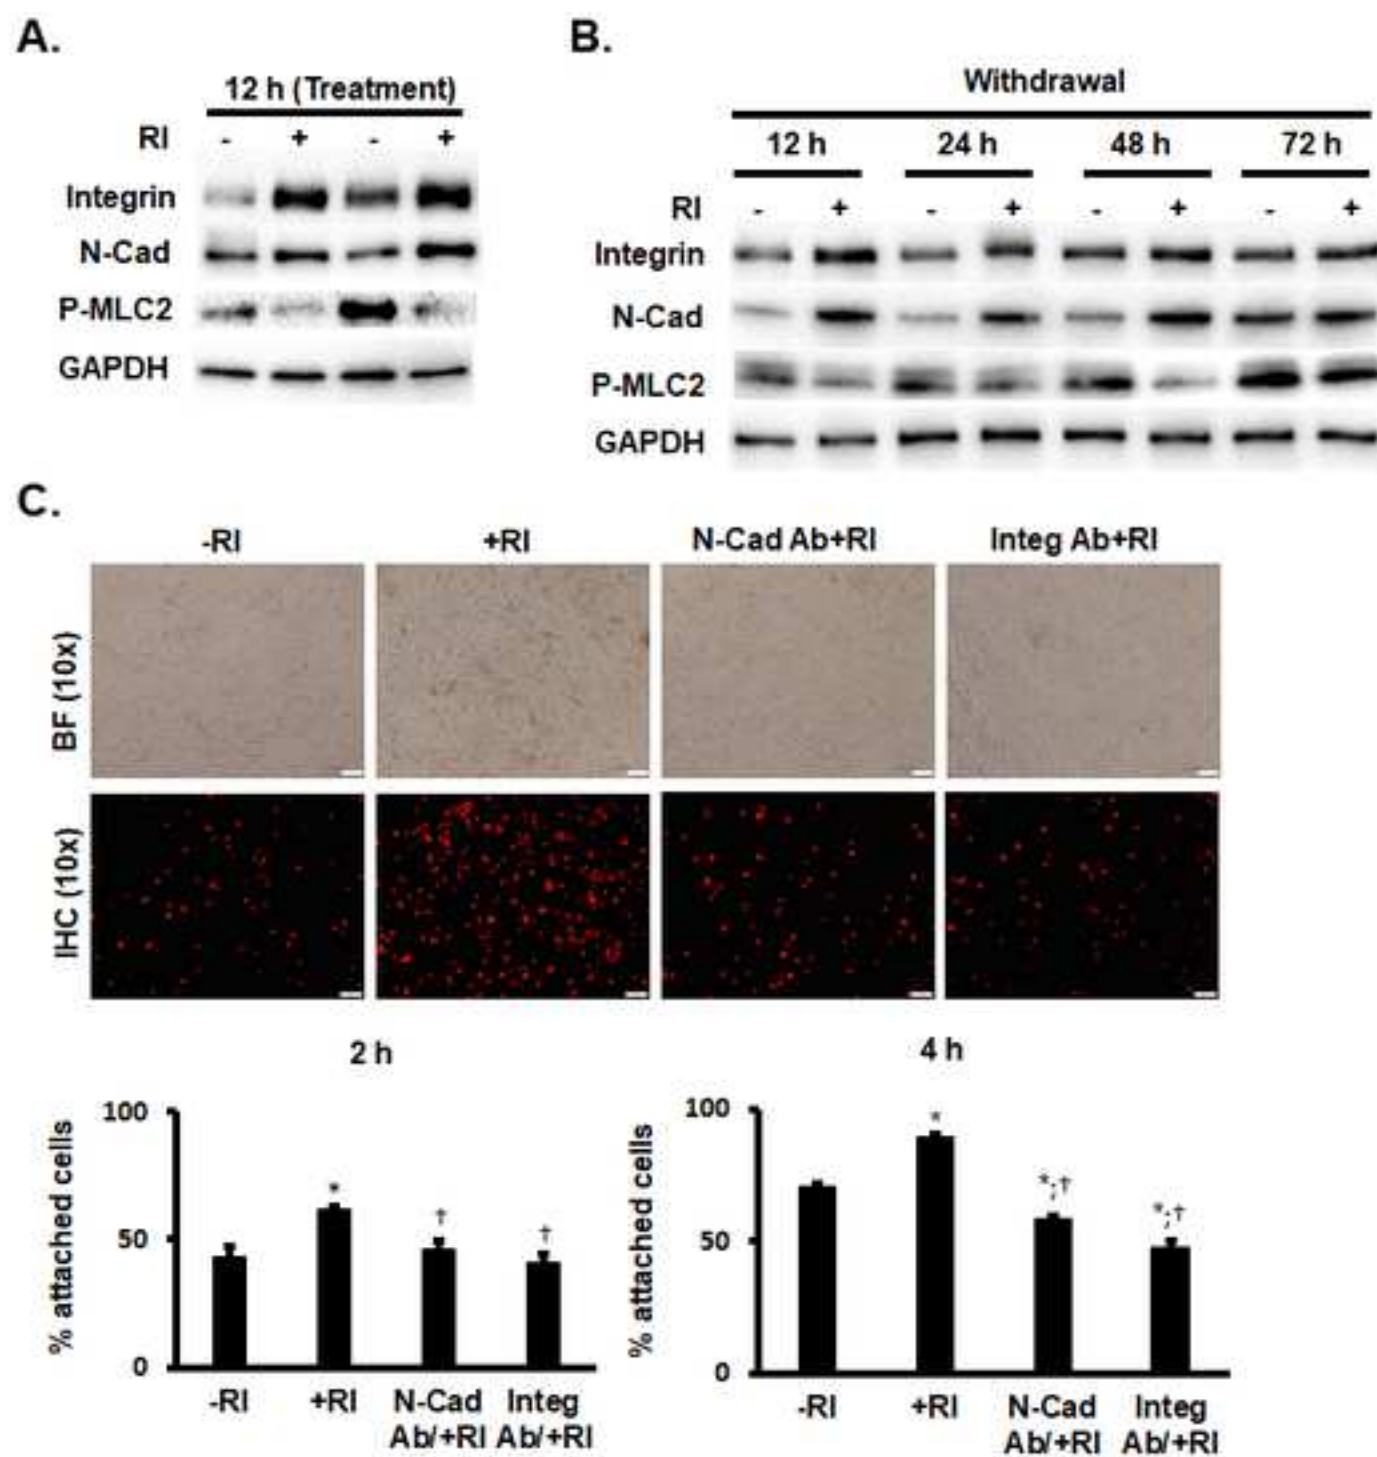 A.
12 h (Treatment)
RI - + - +
Integrin
N-Cad
P-MLC2
GAPDH
B.
Withdrawal
12 h 24 h 48 h 72 h
RI - + - + - + - +
Integrin
N-Cad
P-MLC2
GAPDH
C.
-RI +RI N-Cad Ab+RI Integ Ab+RI
BF (10x)
IHC (10x)
2 h
% attached cells
100
50
0
*
†
†
-RI +RI N-Cad Integ
Ab/+RI Ab/+RI
4 h
% attached cells
100
50
0
*
*;†
*;†
-RI +RI N-Cad Integ
Ab/+RI Ab/+RI